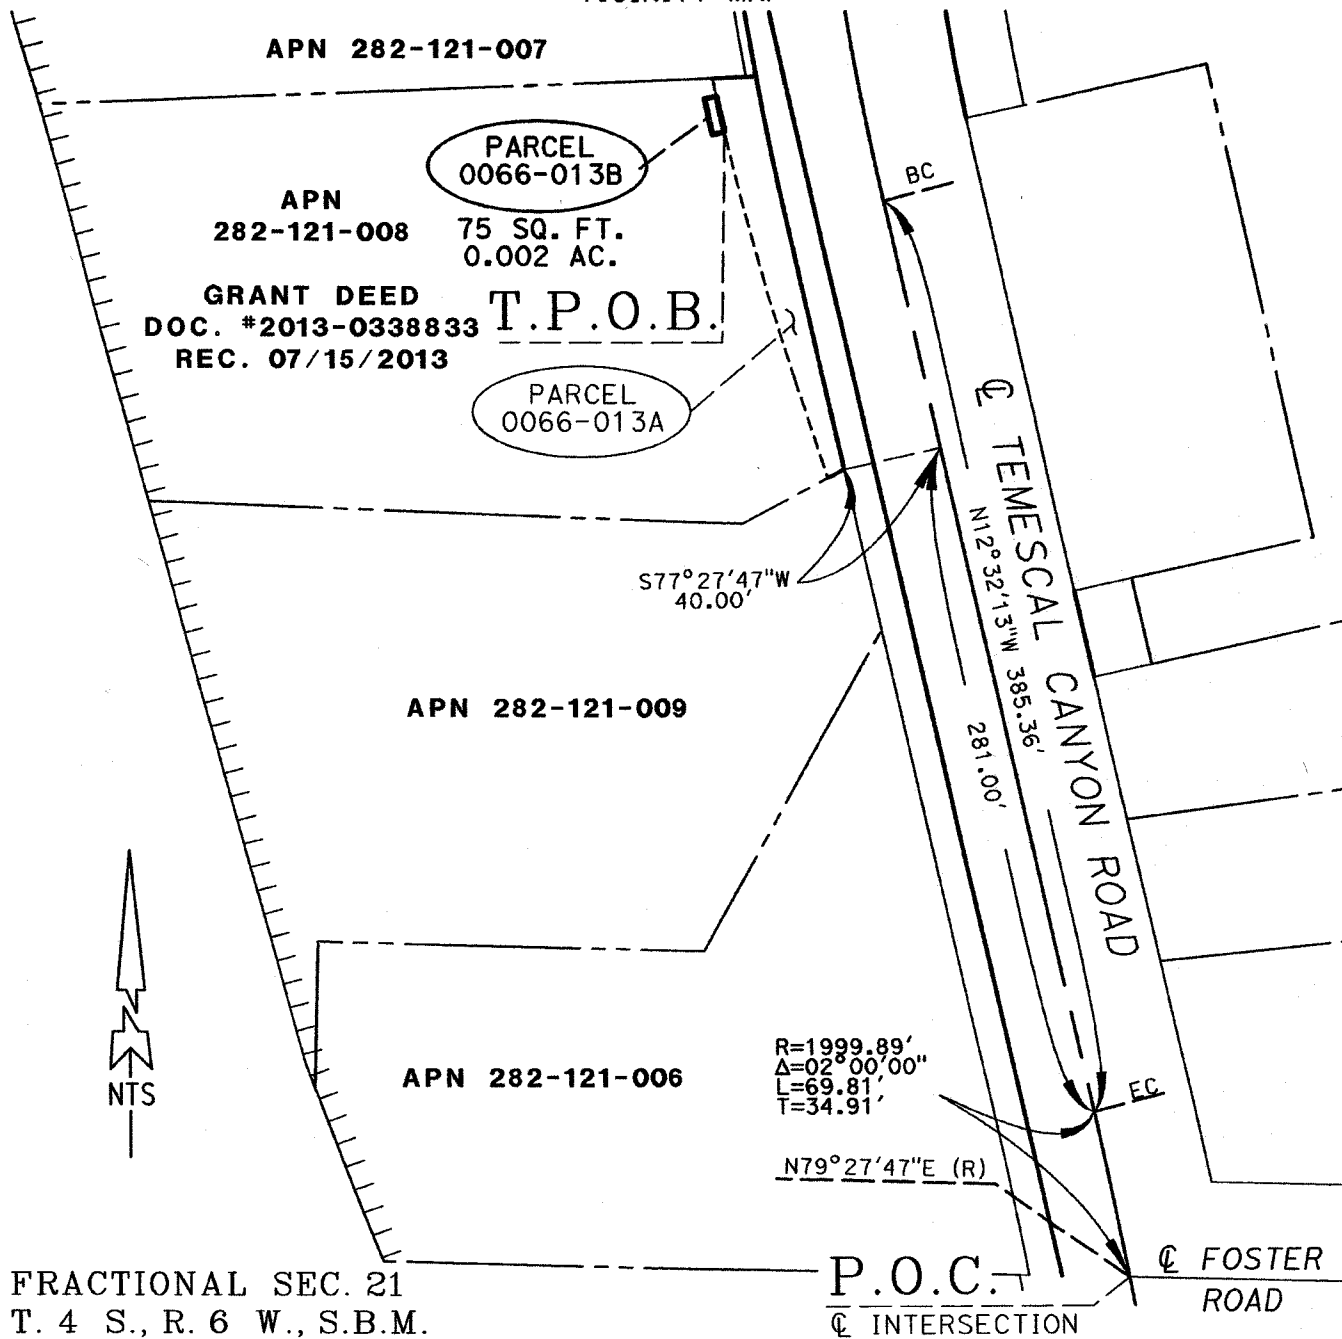 APN 282-121-007
PARCEL
0066-013B
BC
APN
282-121-008
75 SQ. FT.
0.002 AC.
GRANT DEED
DOC. #2013-0338833
REC. 07/15/2013
T.P.O.B.
PARCEL
0066-013A
℄ TEMESCAL CANYON ROAD
N12°32'13"W 385.36'
S77°27'47"W
40.00'
APN 282-121-009
281.00'
R=1999.89'
Δ=02°00'00"
L=69.81'
T=34.91'
EC
APN 282-121-006
N
NTS
N79°27'47"E (R)
P.O.C.
℄ INTERSECTION
℄ FOSTER
ROAD
FRACTIONAL SEC. 21
T. 4 S., R. 6 W., S.B.M.